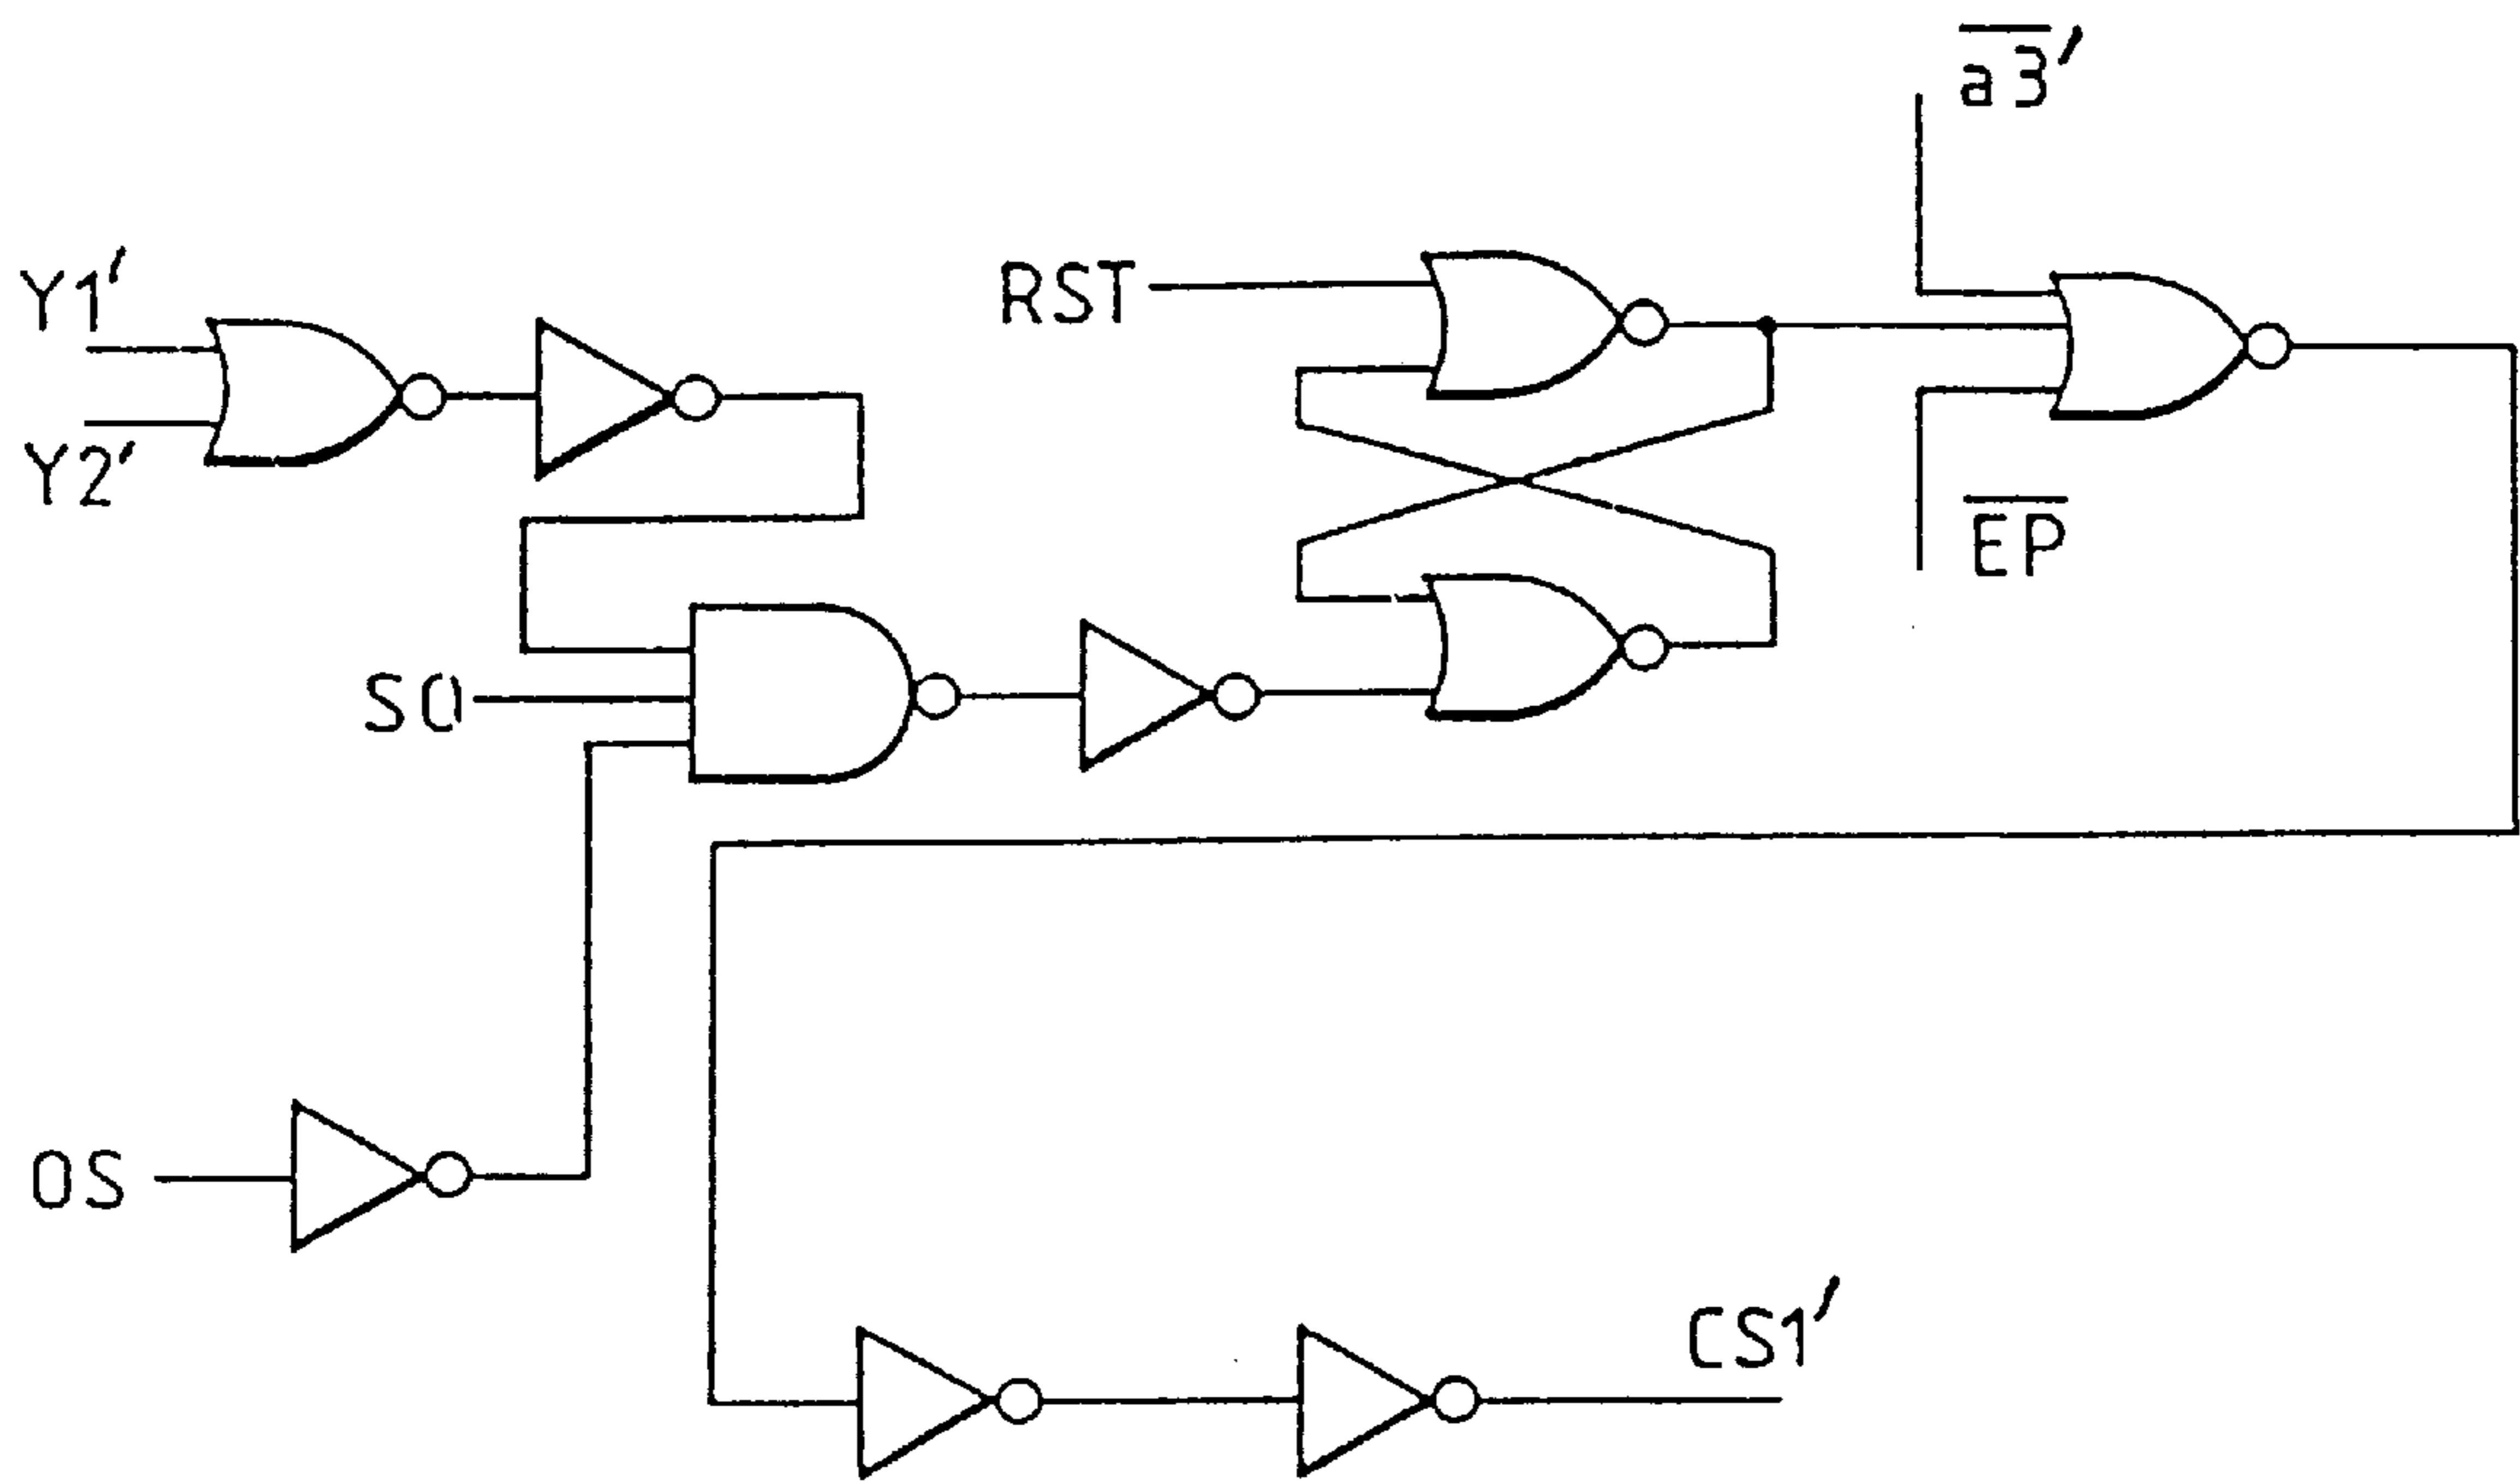 a3′
Y1′
RST
Y2′
EP
S0
OS
CS1′